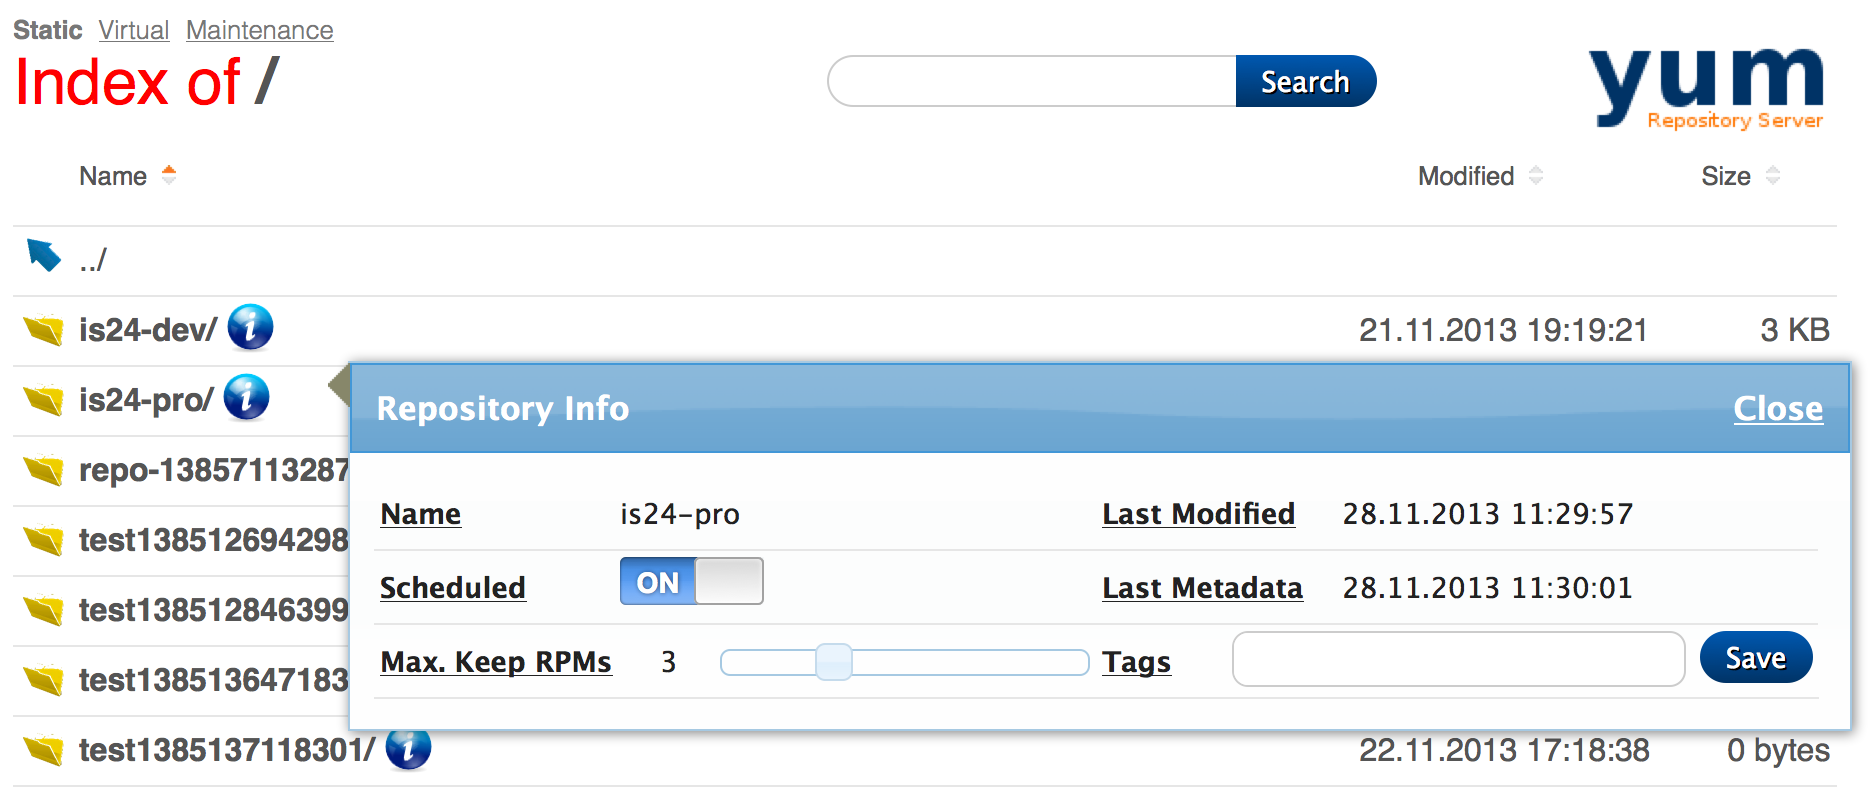 Static Virtual Maintenance
Index of /
Search
yum
Repository Server
Name Modified Size
../
is24-dev/ i 21.11.2013 19:19:21 3 KB
is24-pro/ i
Repository Info Close
repo-13857113287
Name is24-pro Last Modified 28.11.2013 11:29:57
test138512694298
Scheduled ON Last Metadata 28.11.2013 11:30:01
test138512846399
Max. Keep RPMs 3 Tags Save
test138513647183
test1385137118301/ i 22.11.2013 17:18:38 0 bytes